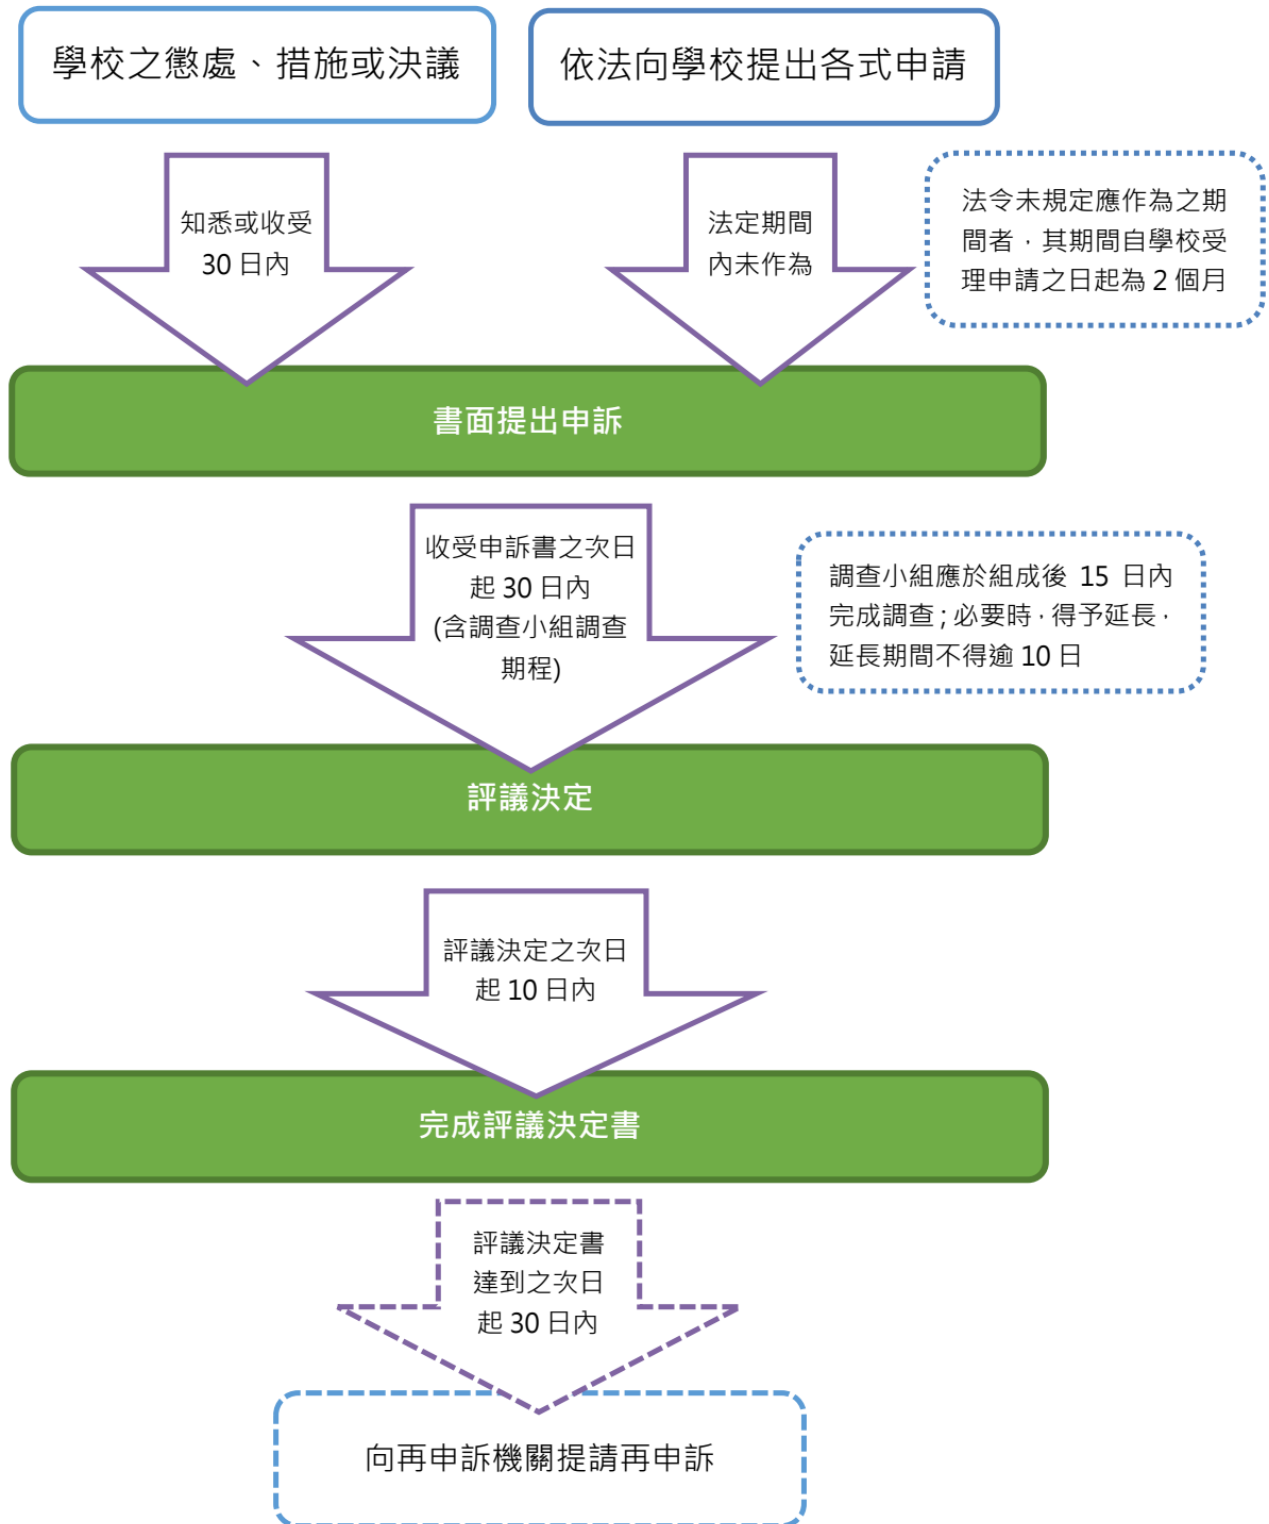 學校之懲處、措施或決議
依法向學校提出各式申請
知悉或收受
30 日內
法定期間
內未作為
法令未規定應作為之期
間者，其期間自學校受
理申請之日起為 2 個月
書面提出申訴
收受申訴書之次日
起 30 日內
(含調查小組調查
期程)
調查小組應於組成後 15 日內
完成調查；必要時，得予延長，
延長期間不得逾 10 日
評議決定
評議決定之次日
起 10 日內
完成評議決定書
評議決定書
達到之次日
起 30 日內
向再申訴機關提請再申訴